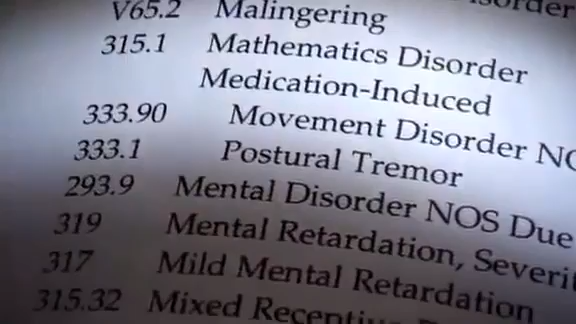 V65.2 Malingering
315.1 Mathematics Disorder
Medication-Induced
333.90 Movement Disorder
333.1 Postural Tremor
293.9 Mental Disorder NOS Due
319 Mental Retardation,
317 Mild Mental Retardation
315.32 Mixed